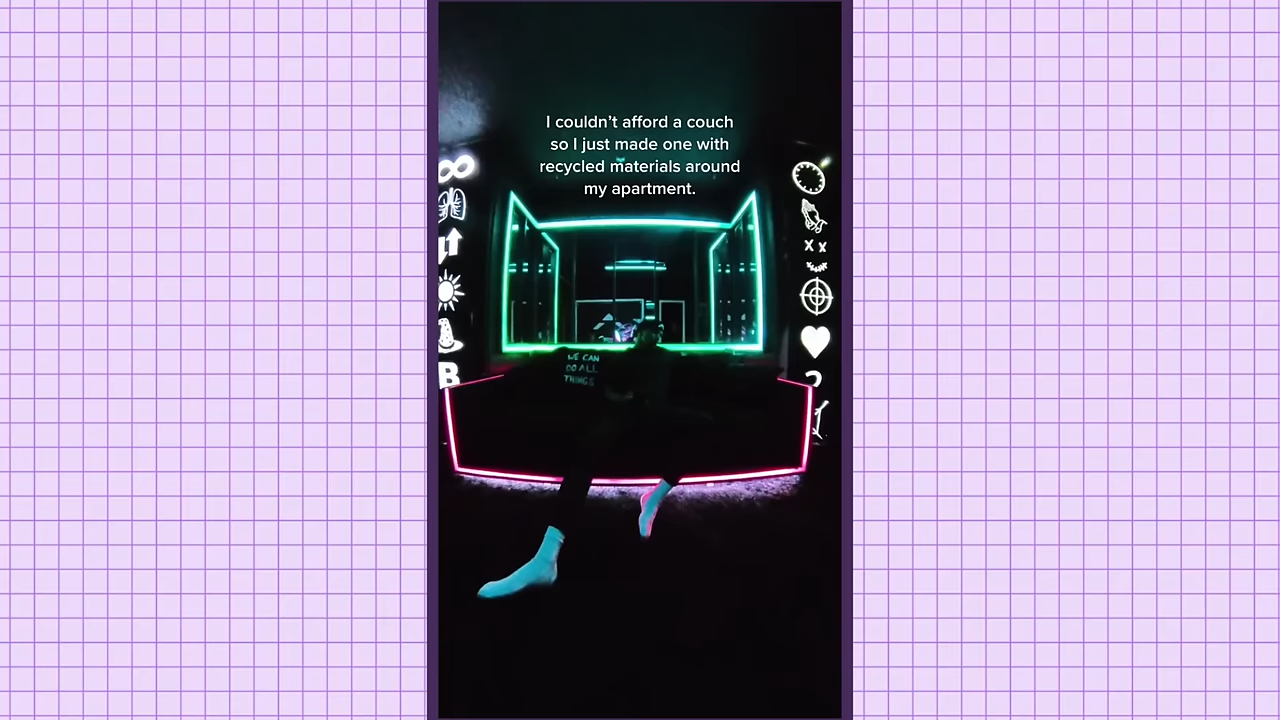 I couldn’t afford a couch
so I just made one with
recycled materials around
my apartment.
WE CAN
DO ALL
THINGS
B